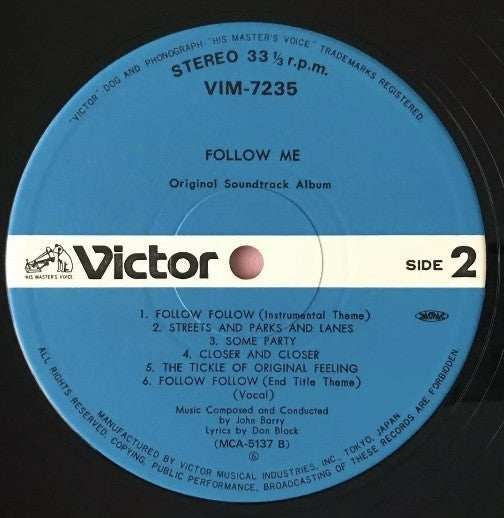 "VICTOR" DOG AND PHONOGRAPH-"HIS MASTER'S VOICE" TRADEMARKS REGISTERED.
STEREO 33 1/3 r.p.m.
VIM-7235
FOLLOW ME
Original Soundtrack Album
"HIS MASTER'S VOICE"
Victor
SIDE 2
1. FOLLOW FOLLOW (Instrumental Theme)
2. STREETS AND PARKS AND LANES
3. SOME PARTY
4. CLOSER AND CLOSER
5. THE TICKLE OF ORIGINAL FEELING
6. FOLLOW FOLLOW (End Title Theme)
(Vocal)
Music Composed and Conducted
by John Barry
Lyrics by Don Black
(MCA-5137 B)
Ⓢ
MANUFACTURED BY VICTOR MUSICAL INDUSTRIES, INC., TOKYO, JAPAN.
ALL RIGHTS RESERVED. COPYING, PUBLIC PERFORMANCE, BROADCASTING OF THESE RECORDS ARE FORBIDDEN.